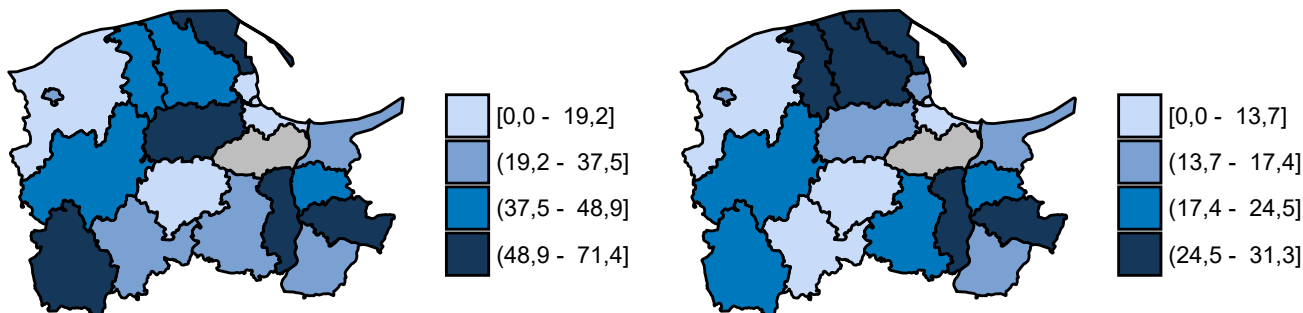 [0,0 - 19,2]
(19,2 - 37,5]
(37,5 - 48,9]
(48,9 - 71,4]
[0,0 - 13,7]
(13,7 - 17,4]
(17,4 - 24,5]
(24,5 - 31,3]